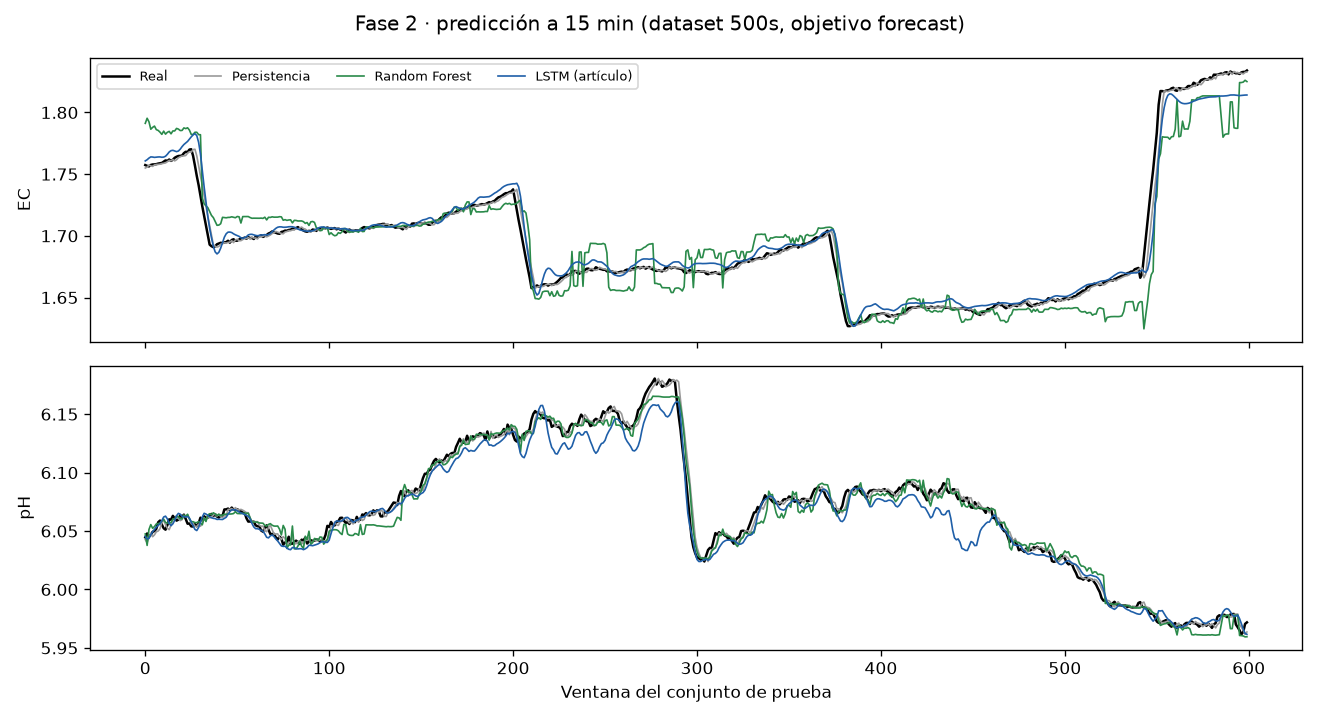 Fase 2 · predicción a 15 min (dataset 500s, objetivo forecast)
Real Persistencia Random Forest LSTM (artículo)
EC
1.80
1.75
1.70
1.65
pH
6.15
6.10
6.05
6.00
5.95
0 100 200 300 400 500 600
Ventana del conjunto de prueba